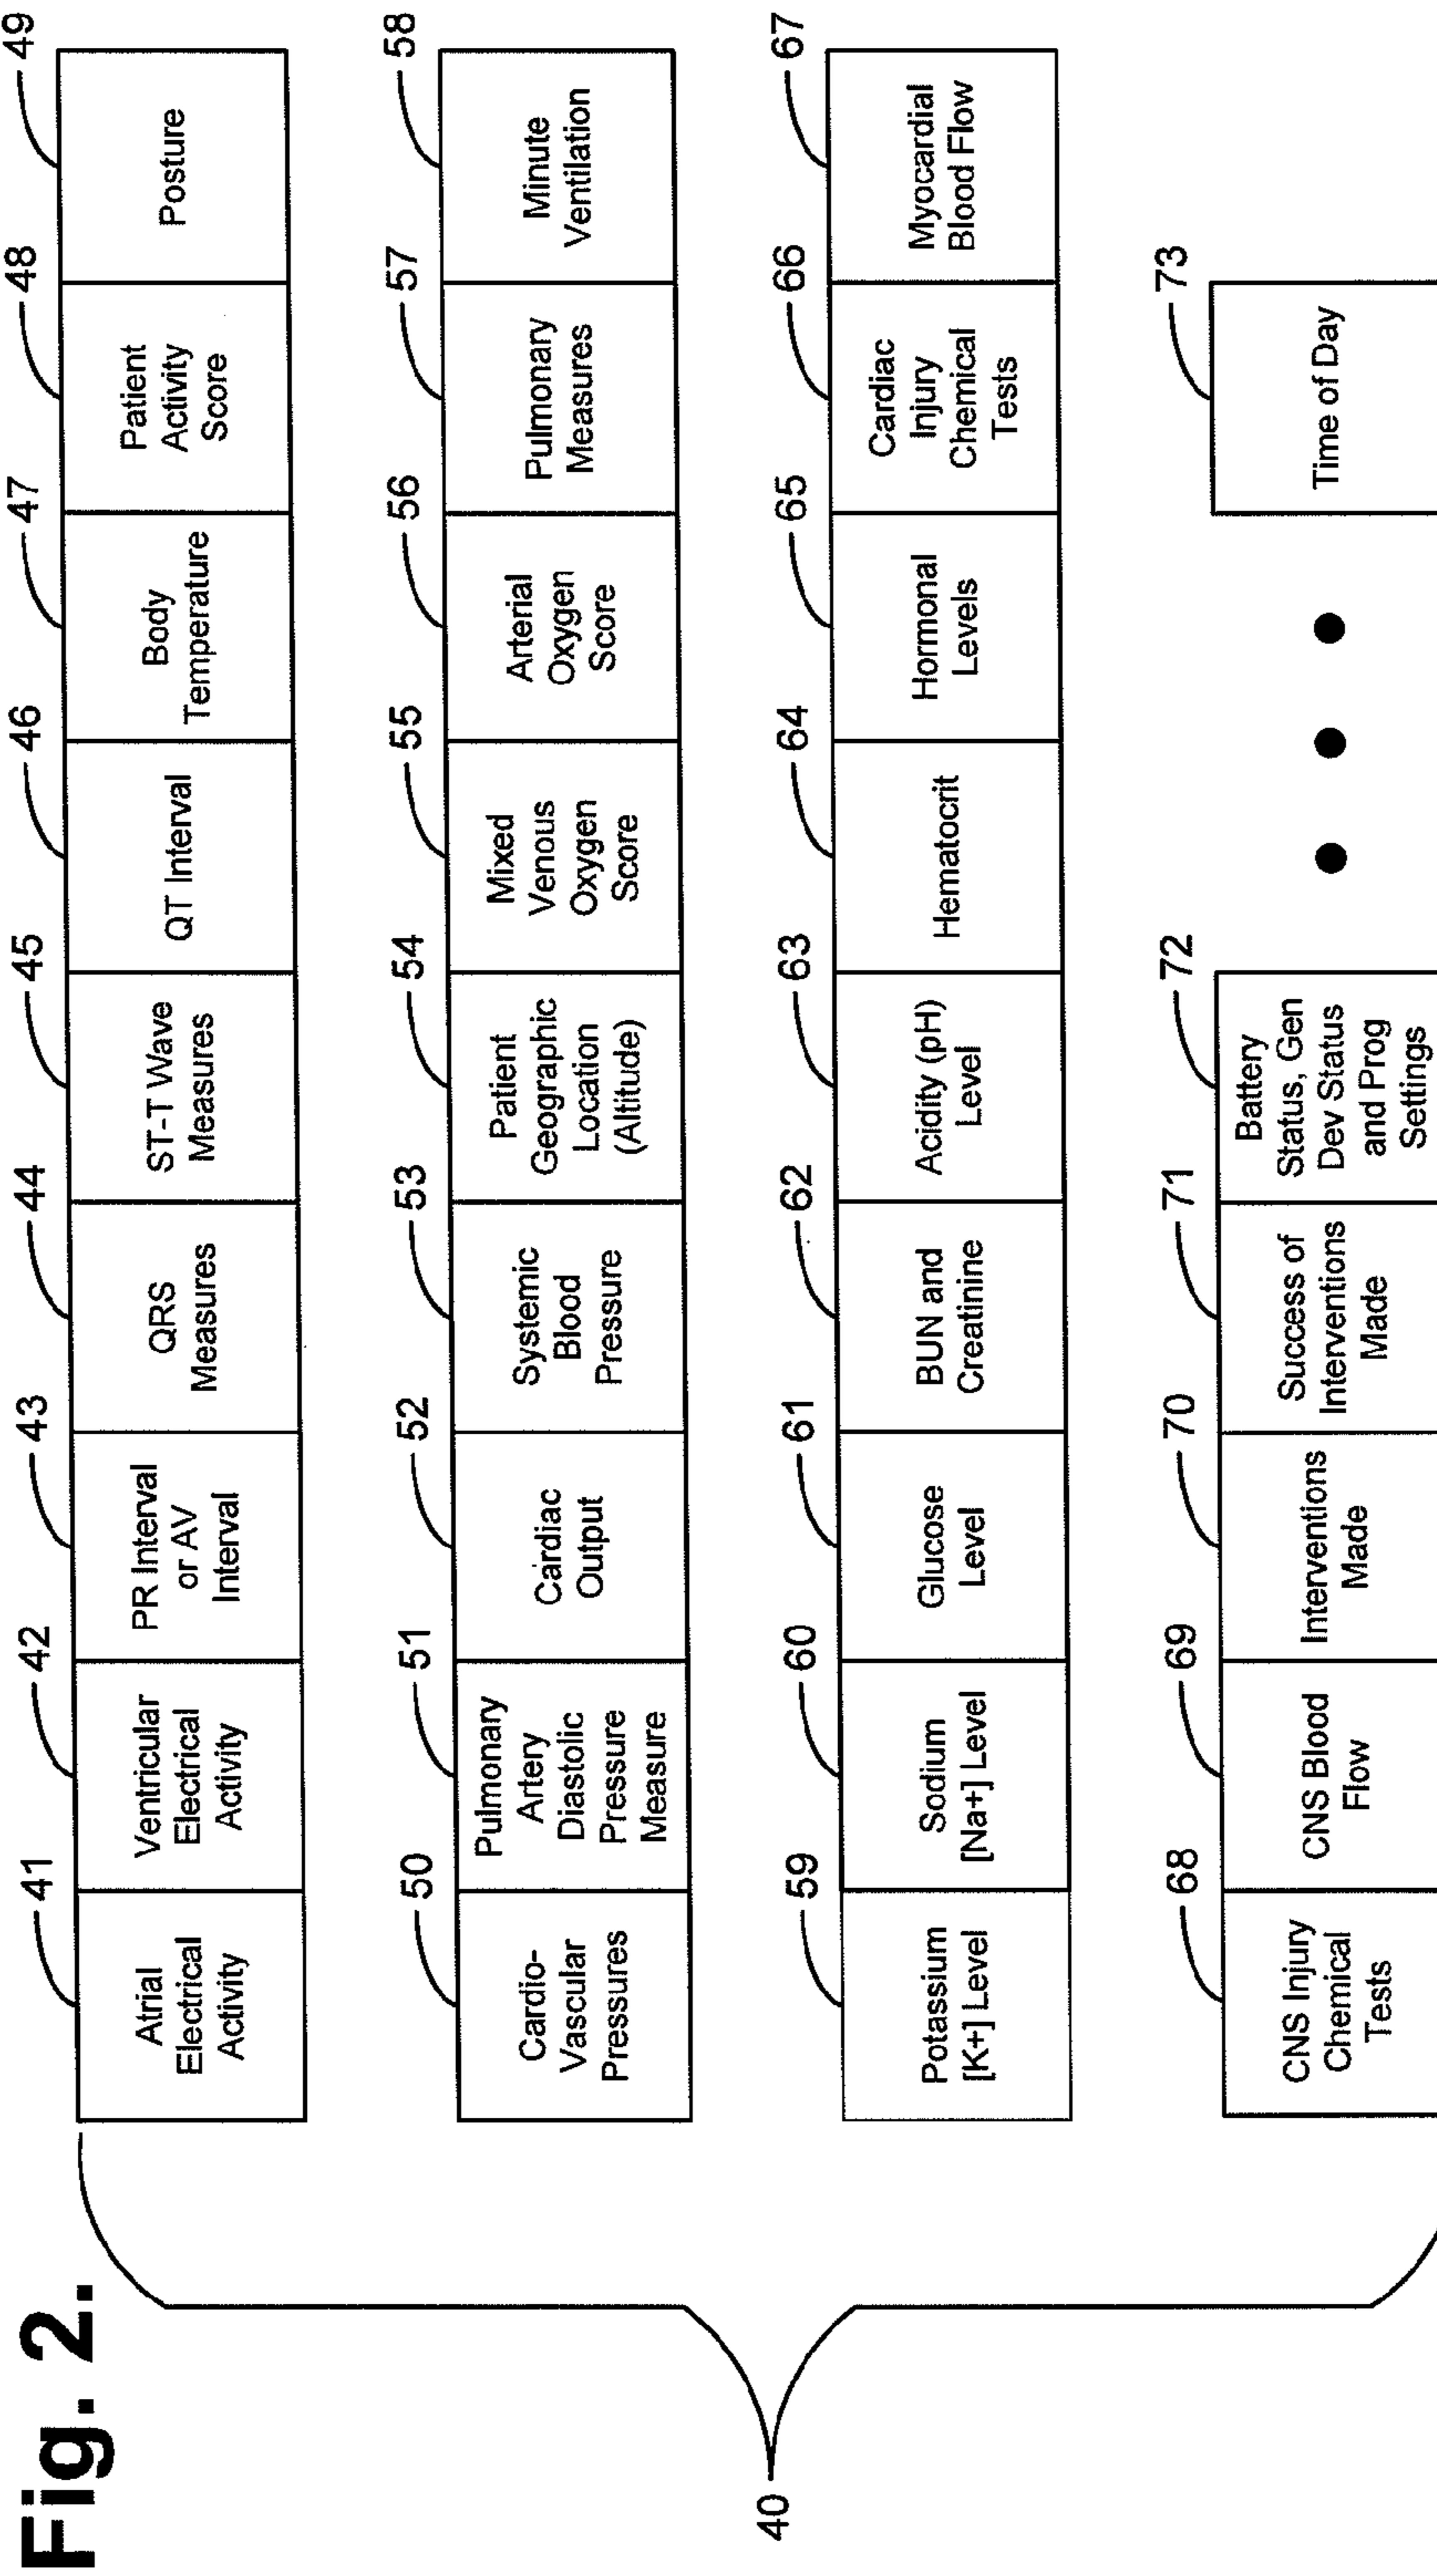 Fig. 2.
40
41
42
43
44
45
46
47
48
49
Atrial
Electrical
Activity
Ventricular
Electrical
Activity
PR Interval
or AV
Interval
QRS
Measures
ST-T Wave
Measures
QT Interval
Body
Temperature
Patient
Activity
Score
Posture
50
51
52
53
54
55
56
57
58
Cardio-
Vascular
Pressures
Pulmonary
Artery
Diastolic
Pressure
Measure
Cardiac
Output
Systemic
Blood
Pressure
Patient
Geographic
Location
(Altitude)
Mixed
Venous
Oxygen
Score
Arterial
Oxygen
Score
Pulmonary
Measures
Minute
Ventilation
59
60
61
62
63
64
65
66
67
Potassium
[K+] Level
Sodium
[Na+] Level
Glucose
Level
BUN and
Creatinine
Acidity (pH)
Level
Hematocrit
Hormonal
Levels
Cardiac
Injury
Chemical
Tests
Myocardial
Blood Flow
68
69
70
71
72
73
CNS Injury
Chemical
Tests
CNS Blood
Flow
Interventions
Made
Success of
Interventions
Made
Battery
Status, Gen
Dev Status
and Prog
Settings
Time of Day